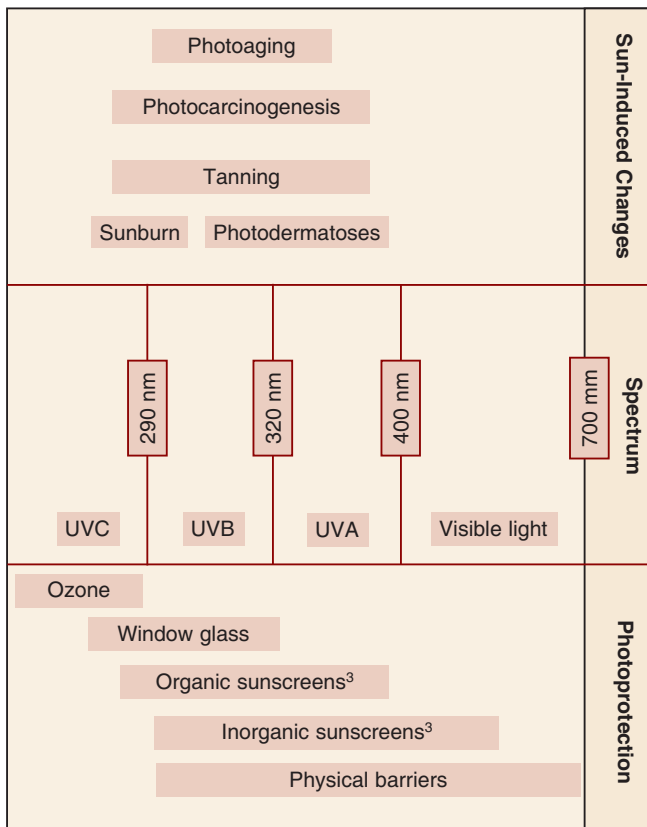 Photoaging
Photocarcinogenesis
Tanning
Sunburn
Photodermatoses
Sun-Induced Changes
290 nm
320 nm
400 nm
700 mm
UVC
UVB
UVA
Visible light
Spectrum
Ozone
Window glass
Organic sunscreens³
Inorganic sunscreens³
Physical barriers
Photoprotection